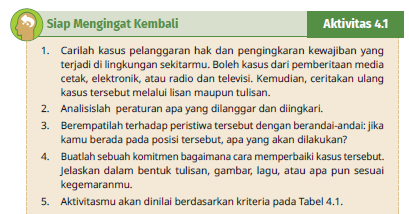 Siap Mengingat Kembali
Aktivitas 4.1
1. Carilah kasus pelanggaran hak dan pengingkaran kewajiban yang
terjadi di lingkungan sekitarmu. Boleh kasus dari pemberitaan media
cetak, elektronik, atau radio dan televisi. Kemudian, ceritakan ulang
kasus tersebut melalui lisan maupun tulisan.
2. Analisislah peraturan apa yang dilanggar dan diingkari.
3. Berempatilah terhadap peristiwa tersebut dengan berandai-andai: jika
kamu berada pada posisi tersebut, apa yang akan dilakukan?
4. Buatlah sebuah komitmen bagaimana cara memperbaiki kasus tersebut.
Jelaskan dalam bentuk tulisan, gambar, lagu, atau apa pun sesuai
kegemaranmu.
5. Aktivitasmu akan dinilai berdasarkan kriteria pada Tabel 4.1.